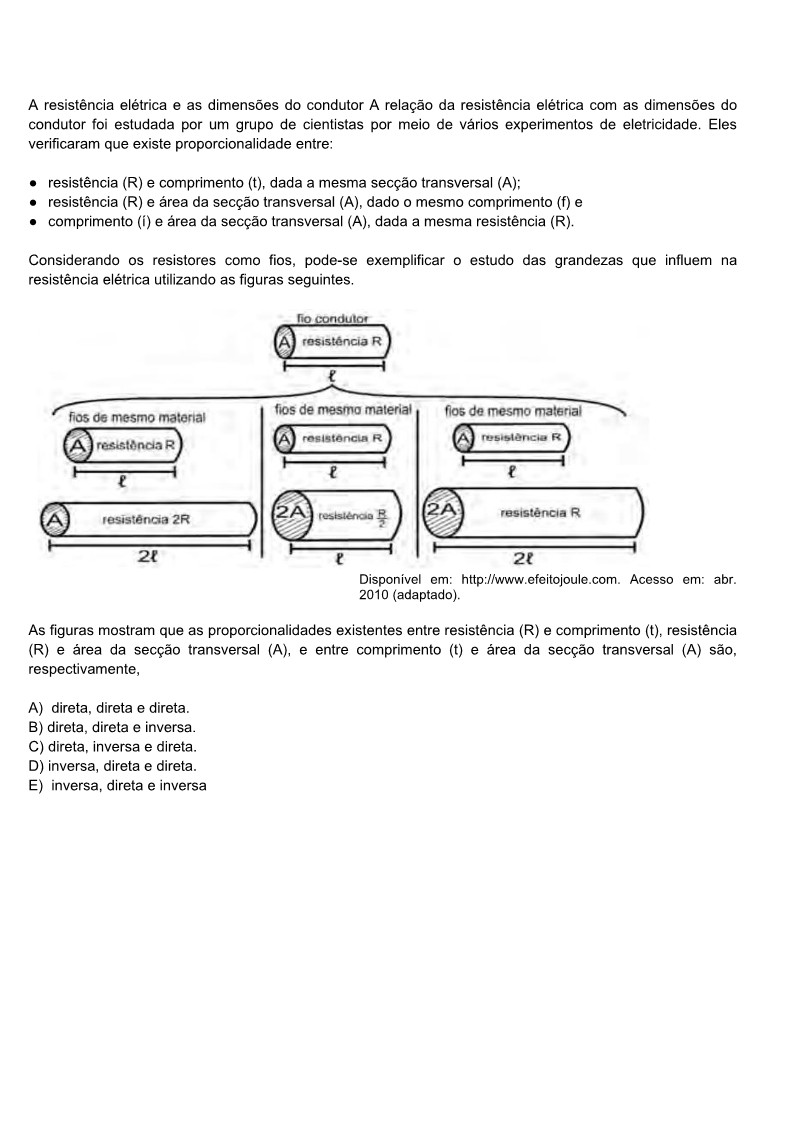 A resistência elétrica e as dimensões do condutor A relação da resistência elétrica com as dimensões do
condutor foi estudada por um grupo de cientistas por meio de vários experimentos de eletricidade. Eles
verificaram que existe proporcionalidade entre:
● resistência (R) e comprimento (t), dada a mesma secção transversal (A);
● resistência (R) e área da secção transversal (A), dado o mesmo comprimento (f) e
● comprimento (í) e área da secção transversal (A), dada a mesma resistência (R).
Considerando os resistores como fios, pode-se exemplificar o estudo das grandezas que influem na
resistência elétrica utilizando as figuras seguintes.
fio condutor
A resistência R
ℓ
fios de mesmo material
A resistência R
ℓ
A resistência 2R
2ℓ
fios de mesmo material
A resistência R
ℓ
2A resistência R/2
ℓ
fios de mesmo material
A resistência R
ℓ
2A resistência R
2ℓ
Disponível em: http://www.efeitojoule.com. Acesso em: abr.
2010 (adaptado).
As figuras mostram que as proporcionalidades existentes entre resistência (R) e comprimento (t), resistência
(R) e área da secção transversal (A), e entre comprimento (t) e área da secção transversal (A) são,
respectivamente,
A) direta, direta e direta.
B) direta, direta e inversa.
C) direta, inversa e direta.
D) inversa, direta e direta.
E) inversa, direta e inversa